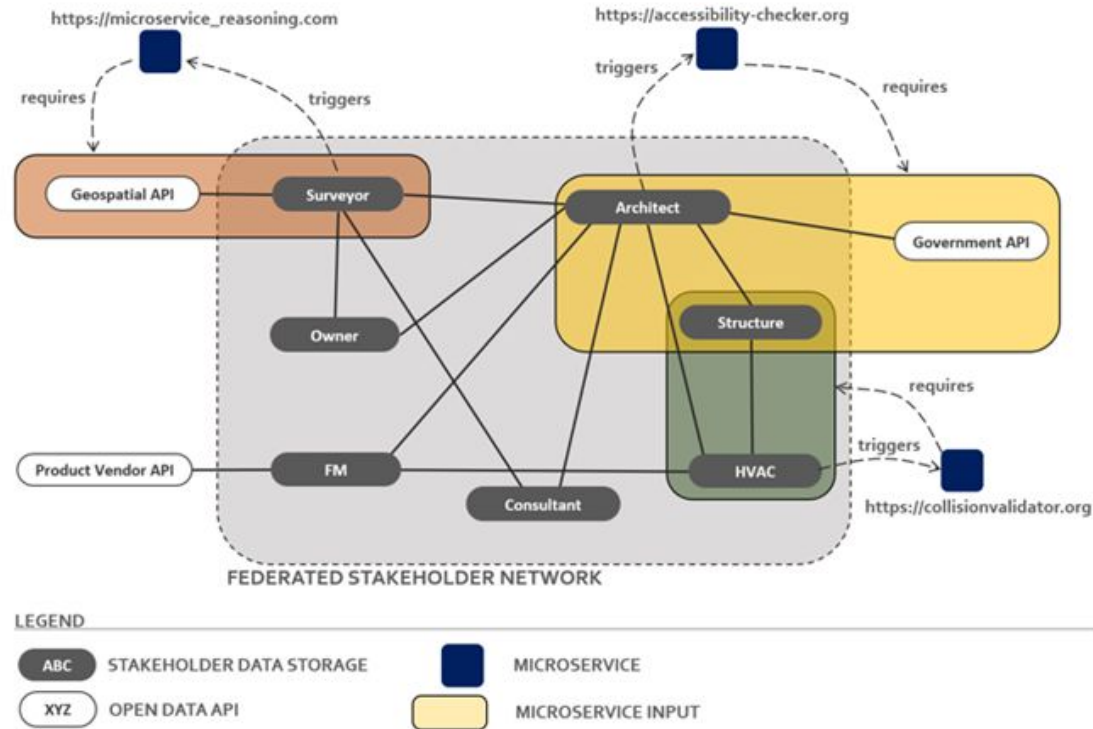 https://microservice_reasoning.com
https://accessibility-checker.org
requires
triggers
triggers
requires
Geospatial API
Surveyor
Architect
Government API
Owner
Structure
requires
Product Vendor API
FM
HVAC
triggers
Consultant
https://collisionvalidator.org
FEDERATED STAKEHOLDER NETWORK
LEGEND
ABC
STAKEHOLDER DATA STORAGE
MICROSERVICE
XYZ
OPEN DATA API
MICROSERVICE INPUT